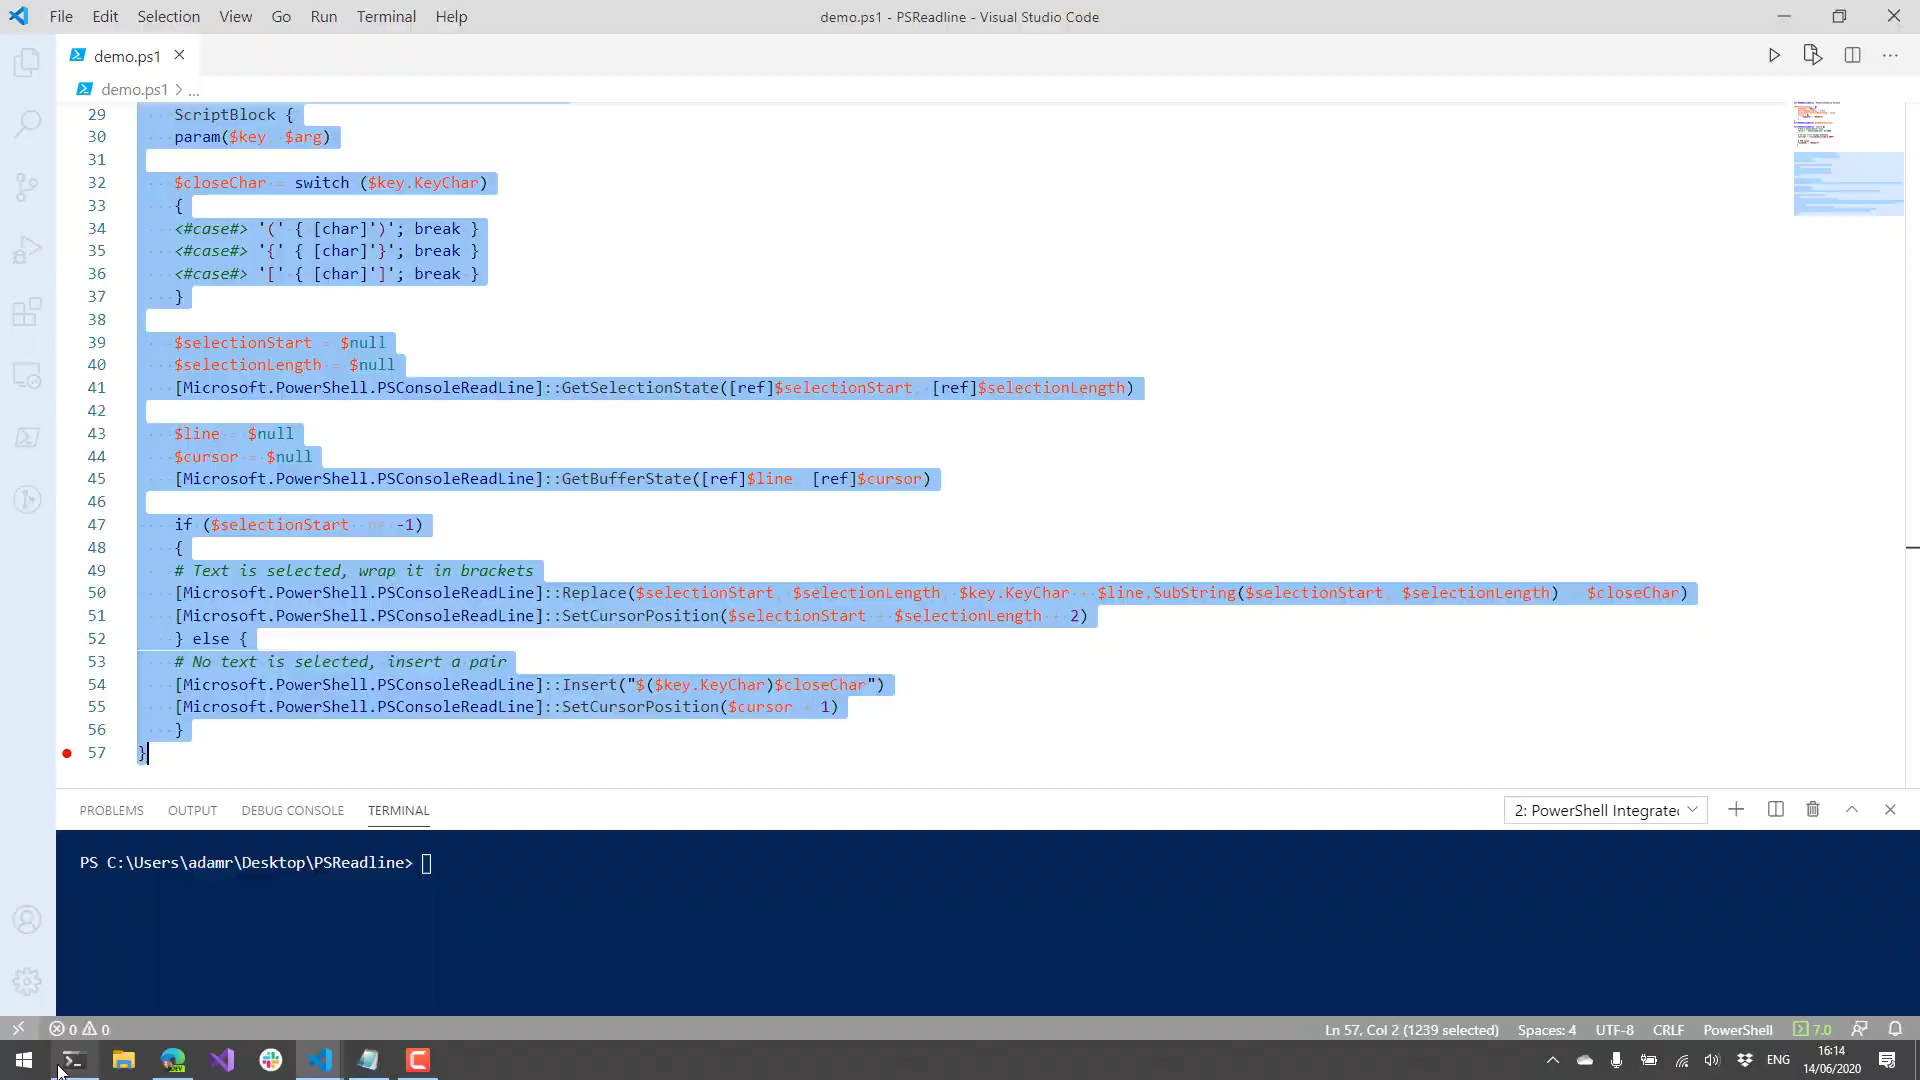 File Edit Selection View Go Run Terminal Help
demo.ps1 - PSReadline - Visual Studio Code
demo.ps1
demo.ps1 > ...
29 ScriptBlock {
30 param($key, $arg)
31
32 $closeChar = switch ($key.KeyChar)
33 {
34 <#case#> '(' { [char]')'; break }
35 <#case#> '{' { [char]'}'; break }
36 <#case#> '[' { [char]']'; break }
37 }
38
39 $selectionStart = $null
40 $selectionLength = $null
41 [Microsoft.PowerShell.PSConsoleReadLine]::GetSelectionState([ref]$selectionStart, [ref]$selectionLength)
42
43 $line = $null
44 $cursor = $null
45 [Microsoft.PowerShell.PSConsoleReadLine]::GetBufferState([ref]$line, [ref]$cursor)
46
47 if ($selectionStart -ne -1)
48 {
49 # Text is selected, wrap it in brackets
50 [Microsoft.PowerShell.PSConsoleReadLine]::Replace($selectionStart, $selectionLength, $key.KeyChar + $line.SubString($selectionStart, $selectionLength) + $closeChar)
51 [Microsoft.PowerShell.PSConsoleReadLine]::SetCursorPosition($selectionStart + $selectionLength + 2)
52 } else {
53 # No text is selected, insert a pair
54 [Microsoft.PowerShell.PSConsoleReadLine]::Insert("$($key.KeyChar)$closeChar")
55 [Microsoft.PowerShell.PSConsoleReadLine]::SetCursorPosition($cursor + 1)
56 }
57 }
PROBLEMS OUTPUT DEBUG CONSOLE TERMINAL
2: PowerShell Integrated
PS C:\Users\adamr\Desktop\PSReadline>
0 0
Ln 57, Col 2 (1239 selected) Spaces: 4 UTF-8 CRLF PowerShell 7.0
DEV
ENG
16:14
14/06/2020